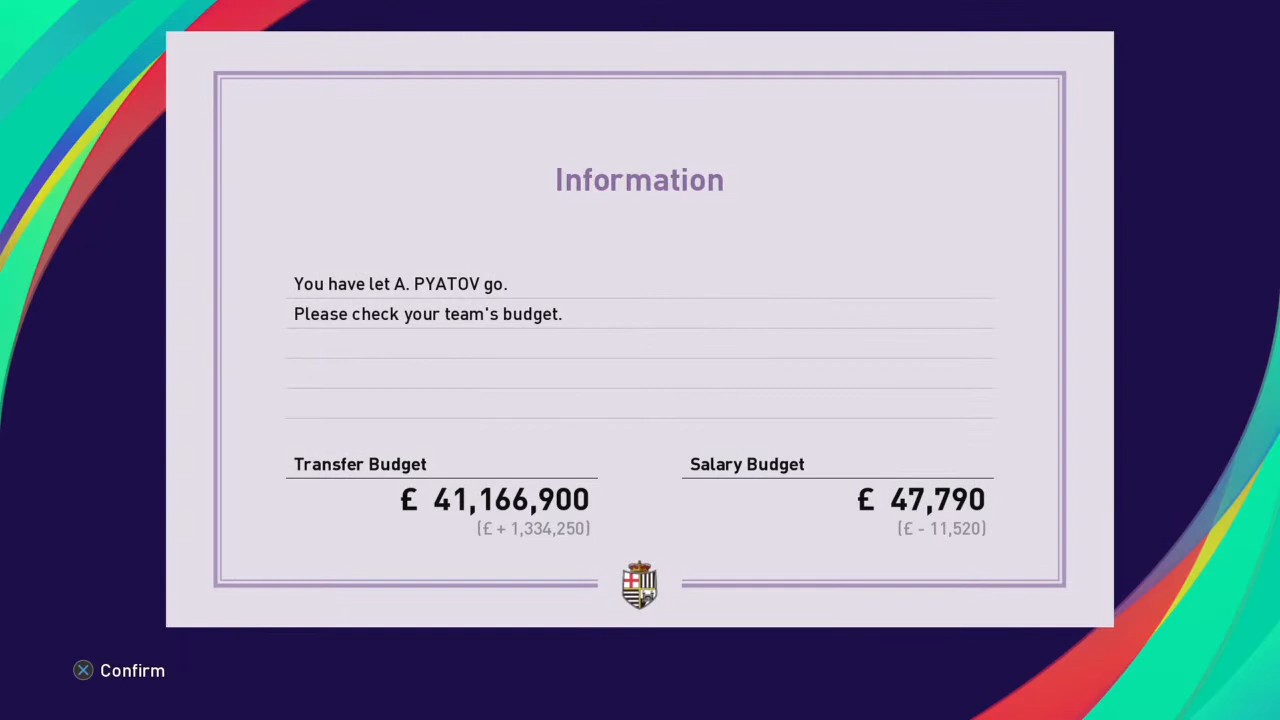 Information
You have let A. PYATOV go.
Please check your team's budget.
Transfer Budget
£ 41,166,900
(£ + 1,334,250)
Salary Budget
£ 47,790
(£ - 11,520)
Confirm